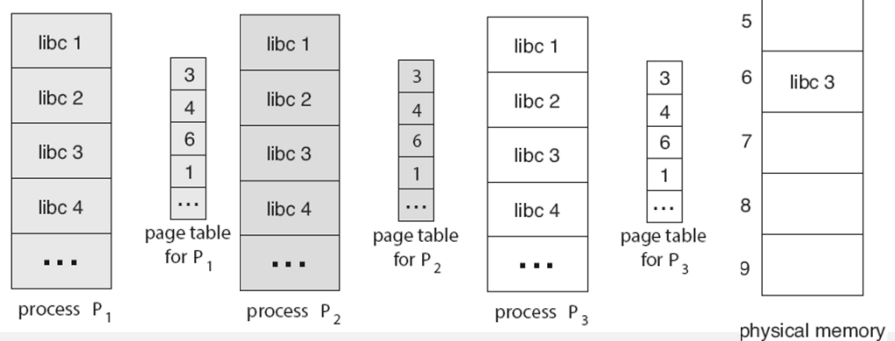 libc 1
libc 2
libc 3
libc 4
...
process P1
3
4
6
1
...
page table
for P1
libc 1
libc 2
libc 3
libc 4
...
process P2
3
4
6
1
...
page table
for P2
libc 1
libc 2
libc 3
libc 4
...
process P3
3
4
6
1
...
page table
for P3
5
6 libc 3
7
8
9
physical memory